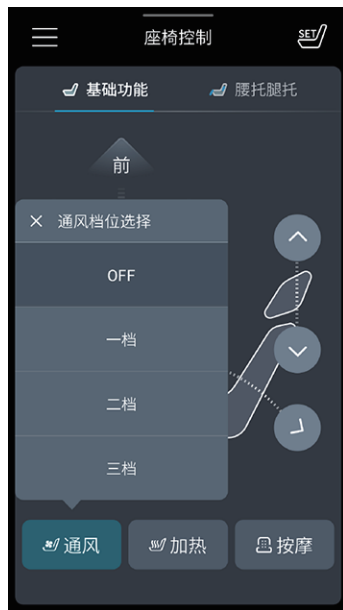 座椅控制
SET
基础功能
腰托腿托
前
通风档位选择
OFF
一档
二档
三档
通风
加热
按摩